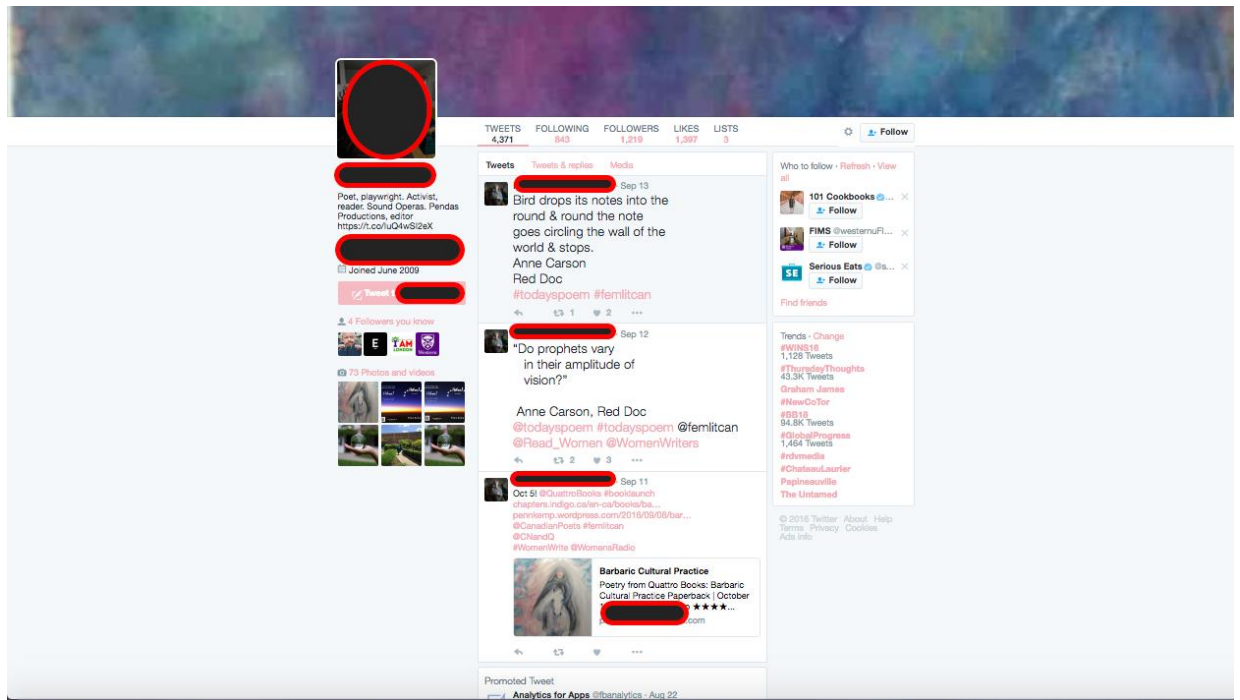 TWEETS
4,371
FOLLOWING
843
FOLLOWERS
1,219
LIKES
1,397
LISTS
3
Follow
Poet, playwright. Activist,
reader. Sound Operas. Pendas
Productions, editor
https://t.co/luQ4wSl2eX
Joined June 2009
Tweet
4 Followers you know
I AM
LONDON
Western
73 Photos and videos
Tweets Tweets & replies Media
Sep 13
Bird drops its notes into the
round & round the note
goes circling the wall of the
world & stops.
Anne Carson
Red Doc
#todayspoem #femlitcan
1 2
Sep 12
"Do prophets vary
in their amplitude of
vision?"
Anne Carson, Red Doc
@todayspoem #todayspoem @femlitcan
@Read_Women @WomenWriters
2 3
Sep 11
Oct 5! @QuattroBooks #booklaunch
chapters.indigo.ca/en-ca/books/ba...
pennkemp.wordpress.com/2016/09/08/bar...
@CanadianPoets #femlitcan
@CNandQ
#WomenWrite @WomensRadio
Barbaric Cultural Practice
Poetry from Quattro Books: Barbaric
Cultural Practice Paperback | October
★★★★...
.com
Promoted Tweet
Analytics for Apps @fbanalytics · Aug 22
Who to follow · Refresh · View
all
101 Cookbooks
Follow
FIMS @westernuFI...
Follow
SE
Serious Eats @s...
Follow
Find friends
Trends · Change
#WINS16
1,128 Tweets
#ThursdayThoughts
43.3K Tweets
Graham James
#NewCoTor
#BB18
94.8K Tweets
#GlobalProgress
1,464 Tweets
#rdvmedia
#ChateauLaurier
Papineauville
The Untamed
© 2016 Twitter About Help
Terms Privacy Cookies
Ads info